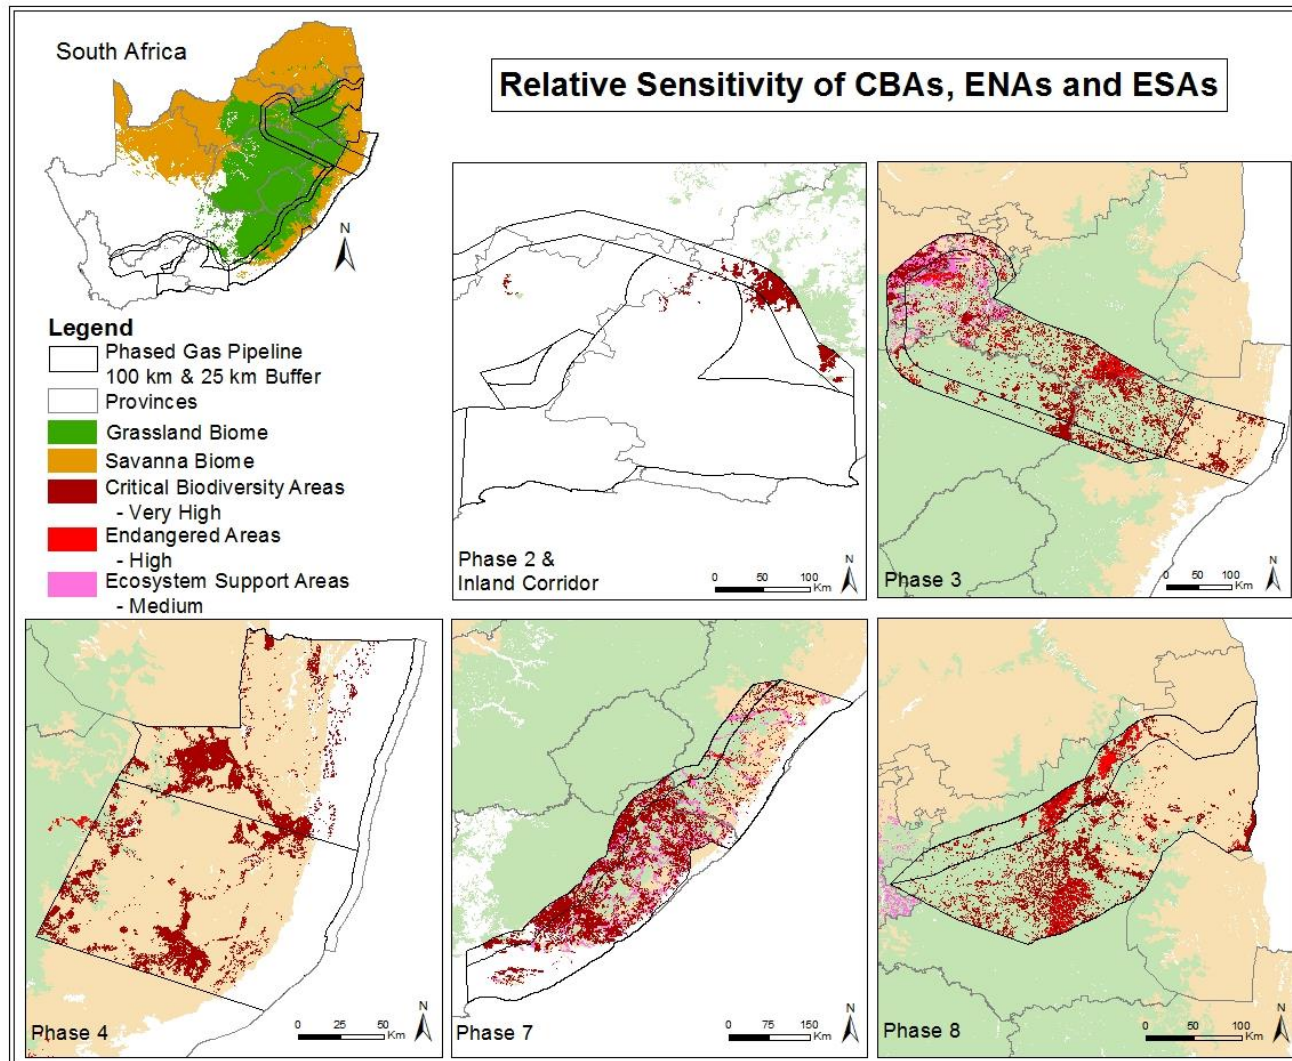 South Africa
Relative Sensitivity of CBAs, ENAs and ESAs
N
Legend
Phased Gas Pipeline
100 km & 25 km Buffer
Provinces
Grassland Biome
Savanna Biome
Critical Biodiversity Areas
- Very High
Endangered Areas
- High
Ecosystem Support Areas
- Medium
Phase 2 &
Inland Corridor
0 50 100
Km
N
Phase 3
0 50 100
Km
N
Phase 4
0 25 50
Km
N
Phase 7
0 75 150
Km
N
Phase 8
0 50 100
Km
N